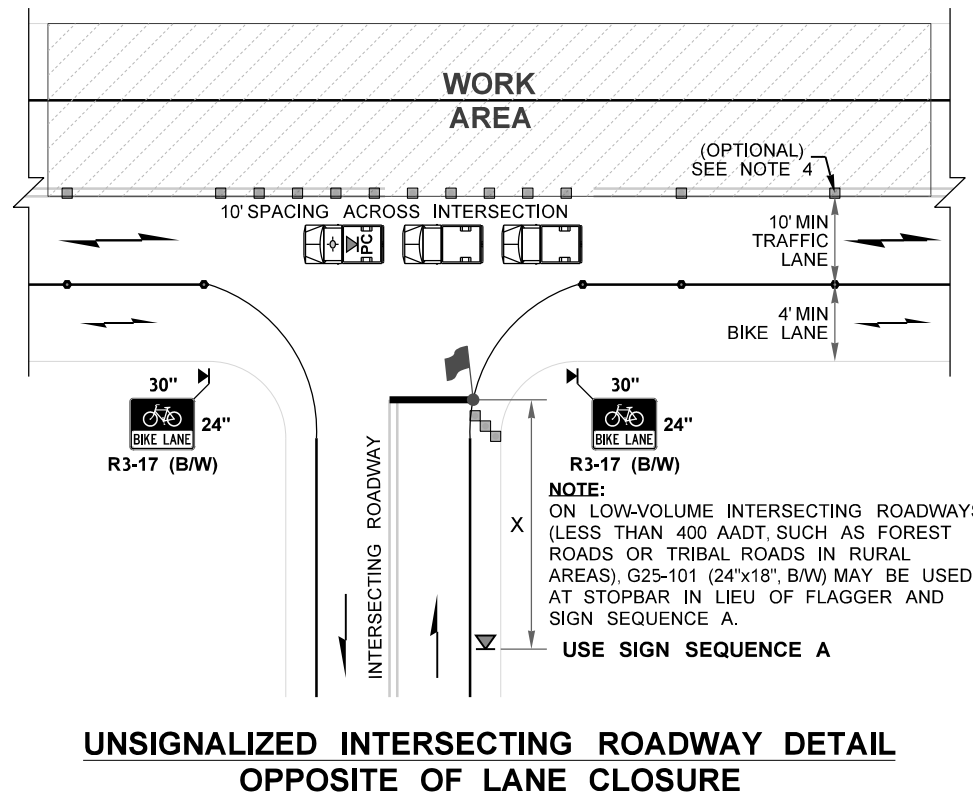 WORK
AREA
(OPTIONAL)
SEE NOTE 4
10' SPACING ACROSS INTERSECTION
PC
10' MIN
TRAFFIC
LANE
4' MIN
BIKE LANE
30"
24"
BIKE LANE
R3-17 (B/W)
30"
24"
BIKE LANE
R3-17 (B/W)
INTERSECTING ROADWAY
X
NOTE:
ON LOW-VOLUME INTERSECTING ROADWAYS
(LESS THAN 400 AADT, SUCH AS FOREST
ROADS OR TRIBAL ROADS IN RURAL
AREAS), G25-101 (24"x18", B/W) MAY BE USED
AT STOPBAR IN LIEU OF FLAGGER AND
SIGN SEQUENCE A.
USE SIGN SEQUENCE A
UNSIGNALIZED INTERSECTING ROADWAY DETAIL
OPPOSITE OF LANE CLOSURE